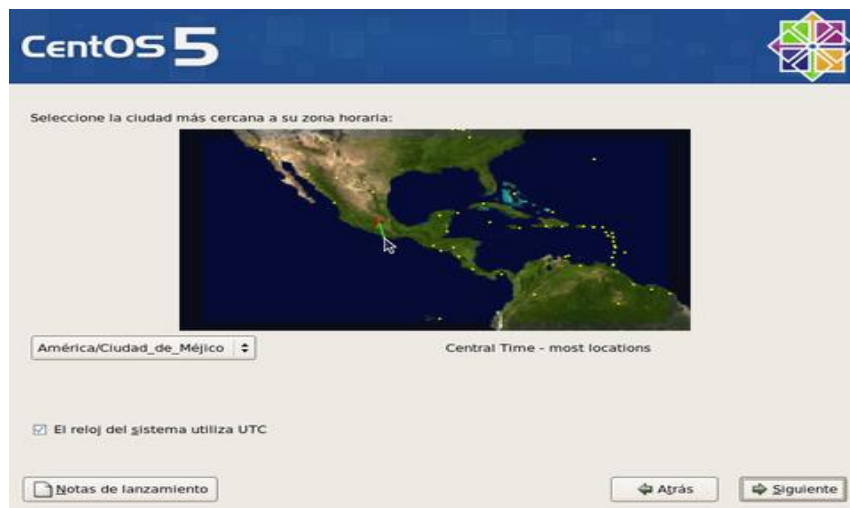 CentOS 5
Seleccione la ciudad más cercana a su zona horaria:
América/Ciudad_de_Méjico
Central Time - most locations
El reloj del sistema utiliza UTC
Notas de lanzamiento
Atrás
Siguiente